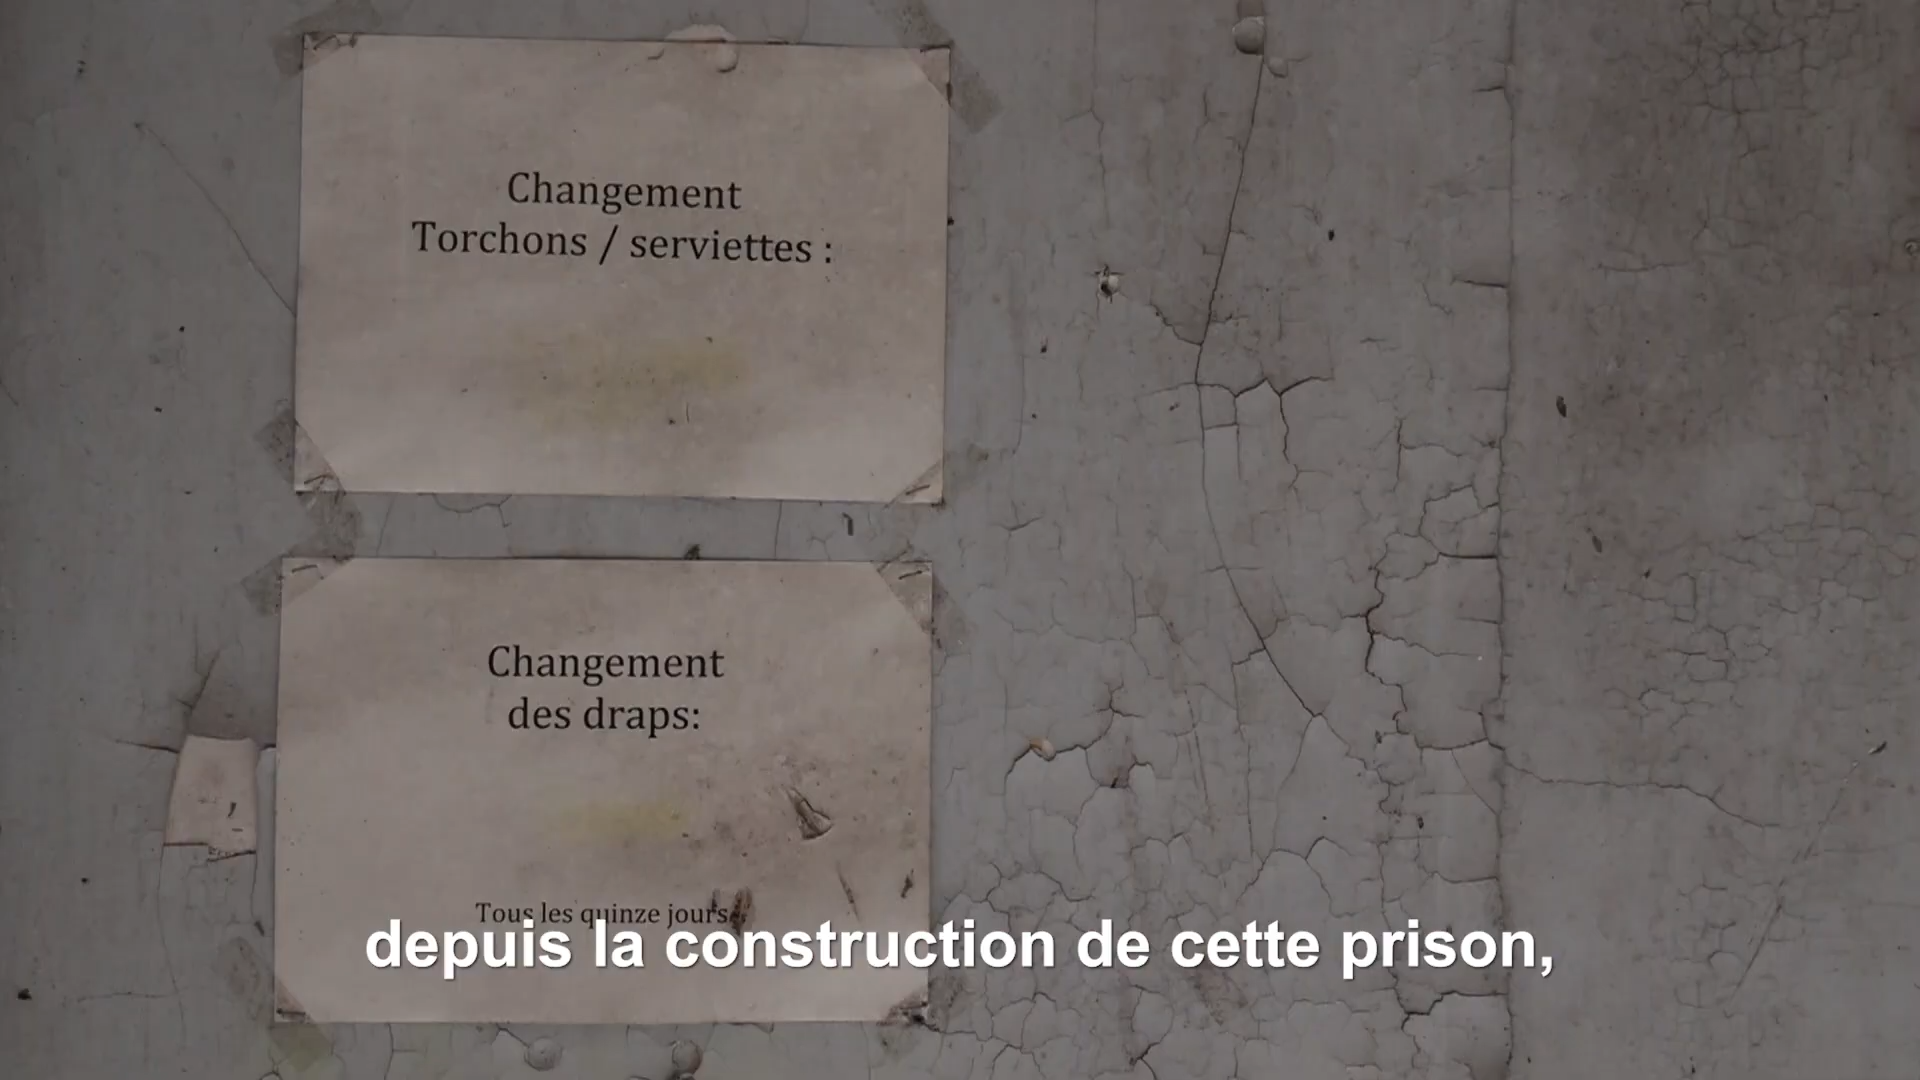 Changement
Torchons / serviettes :
Changement
des draps:
Tous les quinze jours
depuis la construction de cette prison,